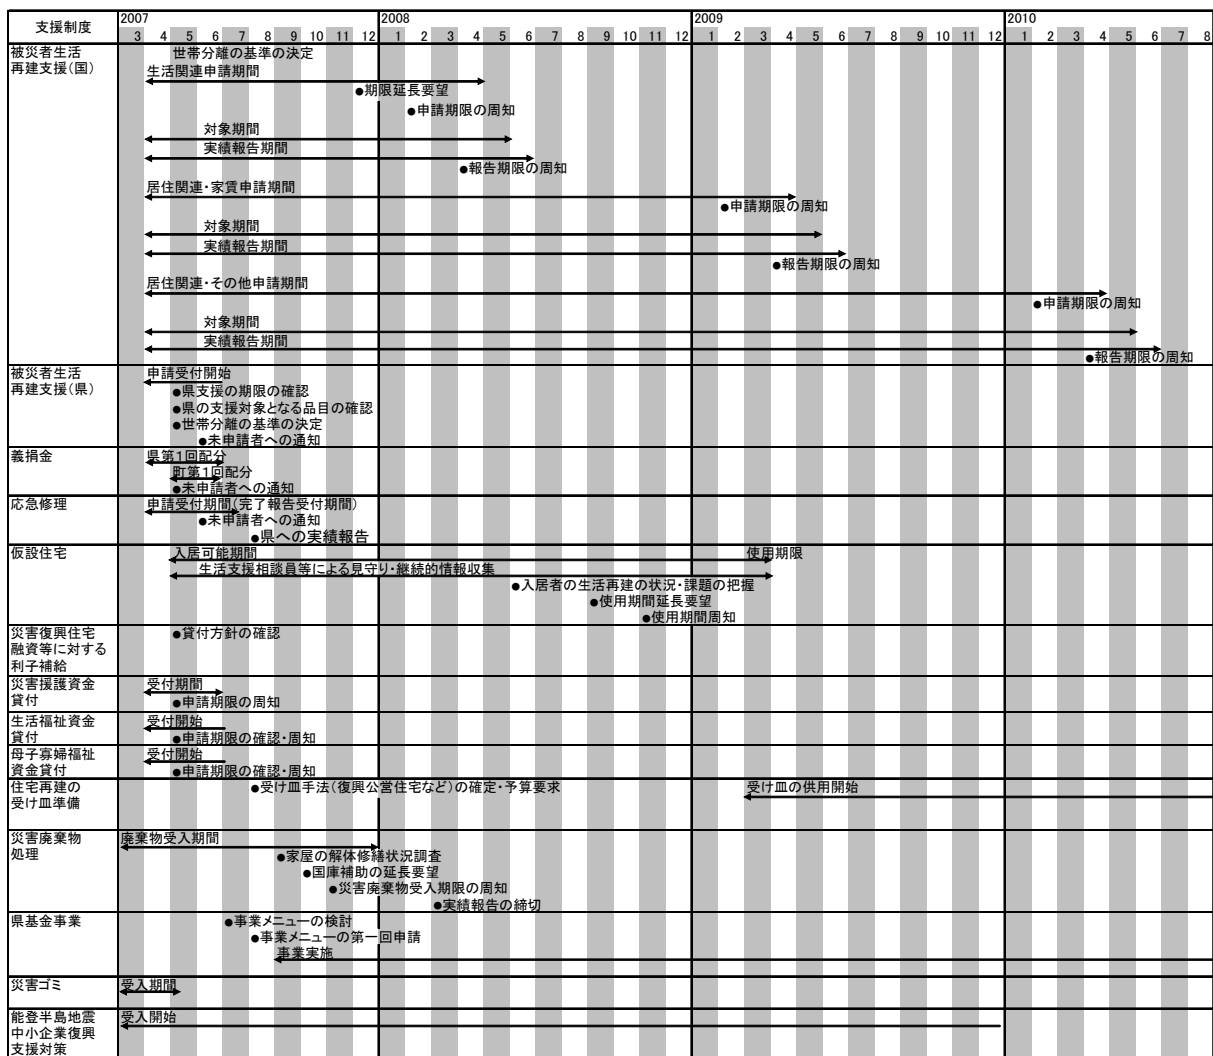 支援制度
2007
2008
2009
2010
3 4 5 6 7 8 9 10 11 12 1 2 3 4 5 6 7 8 9 10 11 12 1 2 3 4 5 6 7 8 9 10 11 12 1 2 3 4 5 6 7 8
被災者生活
再建支援(国)
世帯分離の基準の決定
生活関連申請期間
●期限延長要望
●申請期限の周知
対象期間
実績報告期間
●報告期限の周知
居住関連・家賃申請期間
●申請期限の周知
対象期間
実績報告期間
●報告期限の周知
居住関連・その他申請期間
●申請期限の周知
対象期間
実績報告期間
●報告期限の周知
被災者生活
再建支援(県)
申請受付開始
●県支援の期限の確認
●県の支援対象となる品目の確認
●世帯分離の基準の決定
●未申請者への通知
義捐金
県第1回配分
町第1回配分
●未申請者への通知
応急修理
申請受付期間(完了報告受付期間)
●未申請者への通知
●県への実績報告
仮設住宅
入居可能期間
使用期限
生活支援相談員等による見守り・継続的情報収集
●入居者の生活再建の状況・課題の把握
●使用期間延長要望
●使用期間周知
災害復興住宅
融資等に対する
利子補給
●貸付方針の確認
災害援護資金
貸付
受付期間
●申請期限の周知
生活福祉資金
貸付
受付開始
●申請期限の確認・周知
母子寡婦福祉
資金貸付
受付開始
●申請期限の確認・周知
住宅再建の
受け皿準備
●受け皿手法(復興公営住宅など)の確定・予算要求
受け皿の供用開始
災害廃棄物
処理
廃棄物受入期間
●家屋の解体修繕状況調査
●国庫補助の延長要望
●災害廃棄物受入期限の周知
●実績報告の締切
県基金事業
●事業メニューの検討
●事業メニューの第一回申請
事業実施
災害ゴミ
受入期間
能登半島地震
中小企業復興
支援対策
受入開始